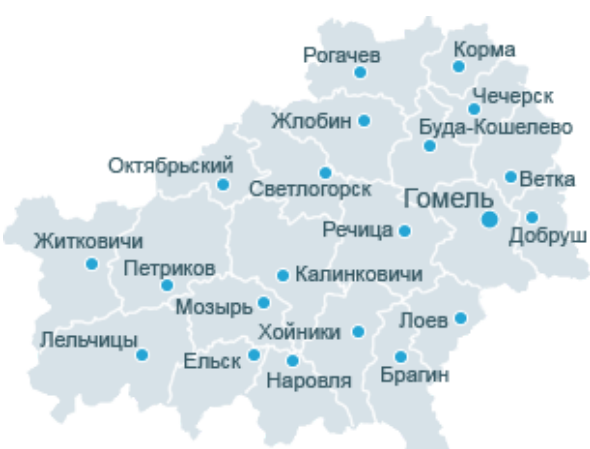 Рогачев
Корма
Чечерск
Жлобин
Буда-Кошелево
Октябрьский
Светлогорск
Ветка
Гомель
Речица
Добруш
Житковичи
Петриков
Калинковичи
Мозырь
Лоев
Хойники
Лельчицы
Ельск
Наровля
Брагин